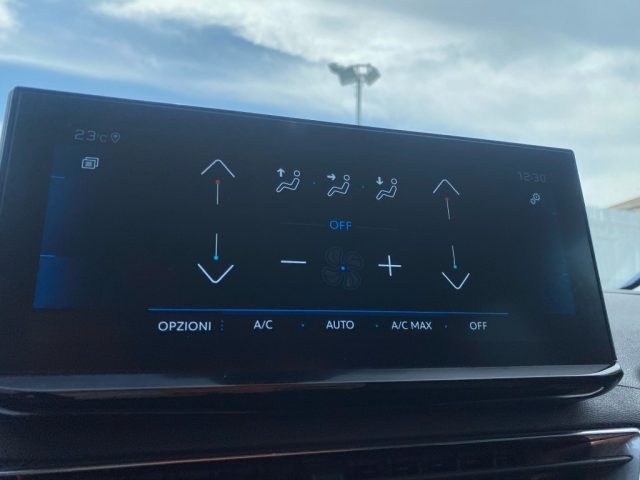 23°C
12:30
OFF
OPZIONI A/C AUTO A/C MAX OFF